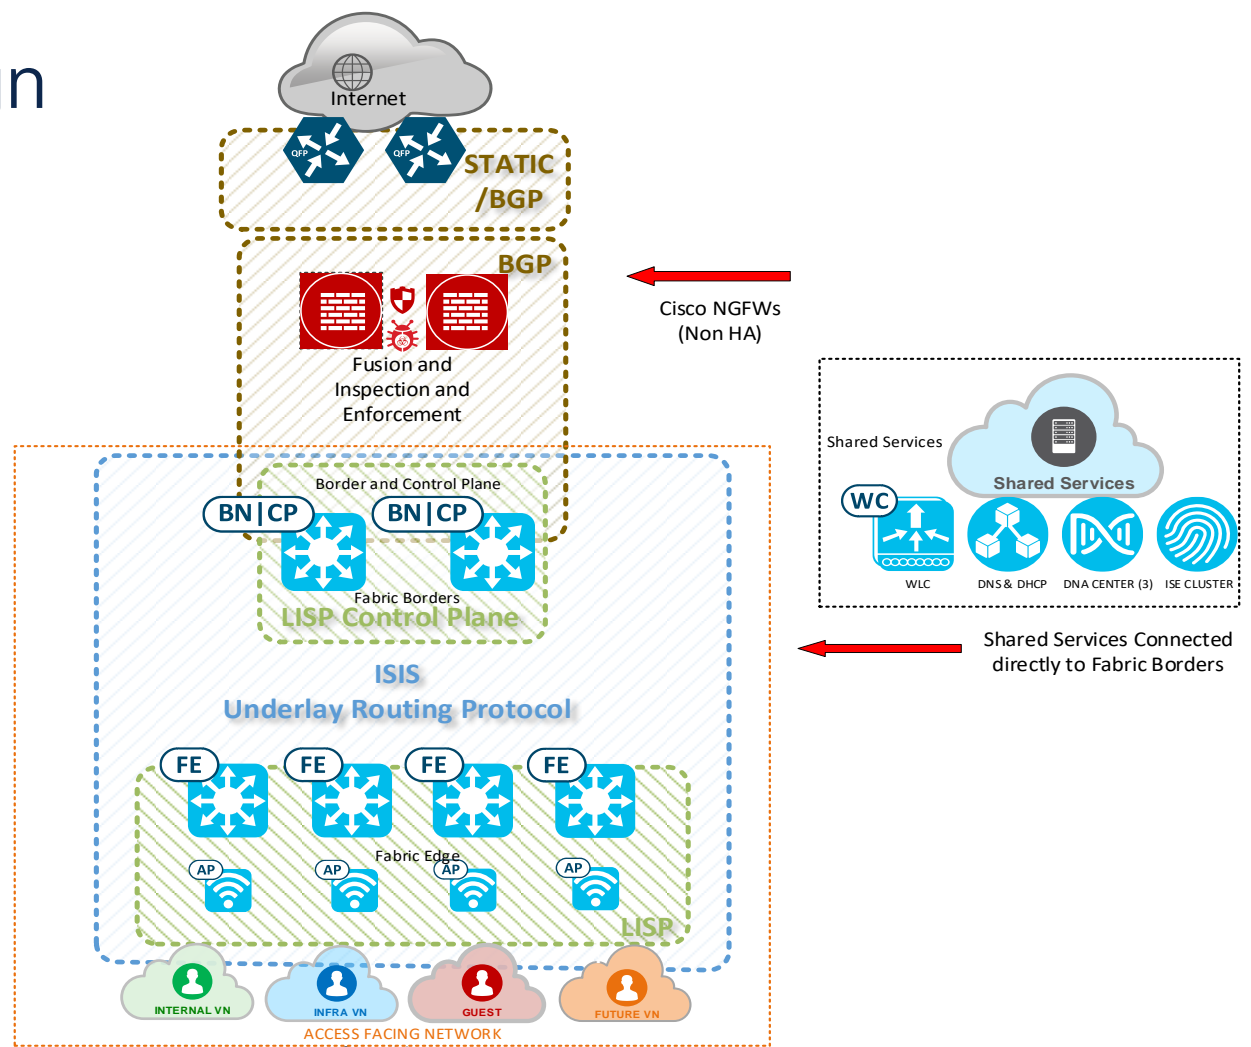 Internet
QFP
QFP
STATIC
/BGP
BGP
Cisco NGFWs
(Non HA)
Fusion and
Inspection and
Enforcement
Shared Services
Shared Services
WC
WLC
DNS & DHCP
DNA CENTER (3)
ISE CLUSTER
Border and Control Plane
BN|CP
BN|CP
Fabric Borders
LISP Control Plane
Shared Services Connected
directly to Fabric Borders
ISIS
Underlay Routing Protocol
FE
FE
FE
FE
Fabric Edge
AP
AP
AP
AP
LISP
INTERNAL VN
INFRA VN
GUEST
FUTURE VN
ACCESS FACING NETWORK